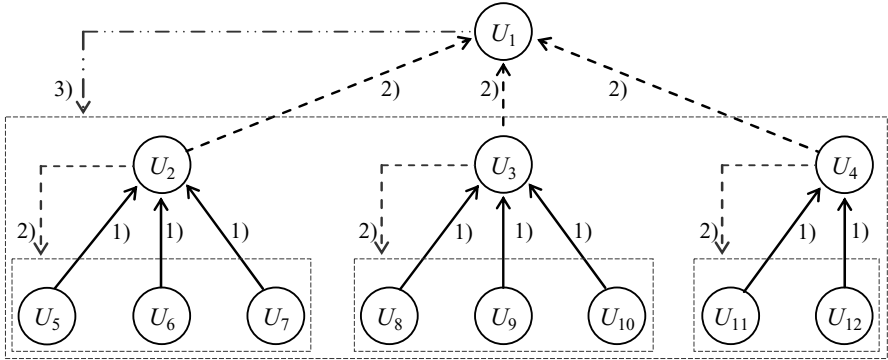 U1
3) 2) 2) 2)
U2 U3 U4
2) 1) 1) 1) 2) 1) 1) 1) 2) 1) 1)
U5 U6 U7 U8 U9 U10 U11 U12